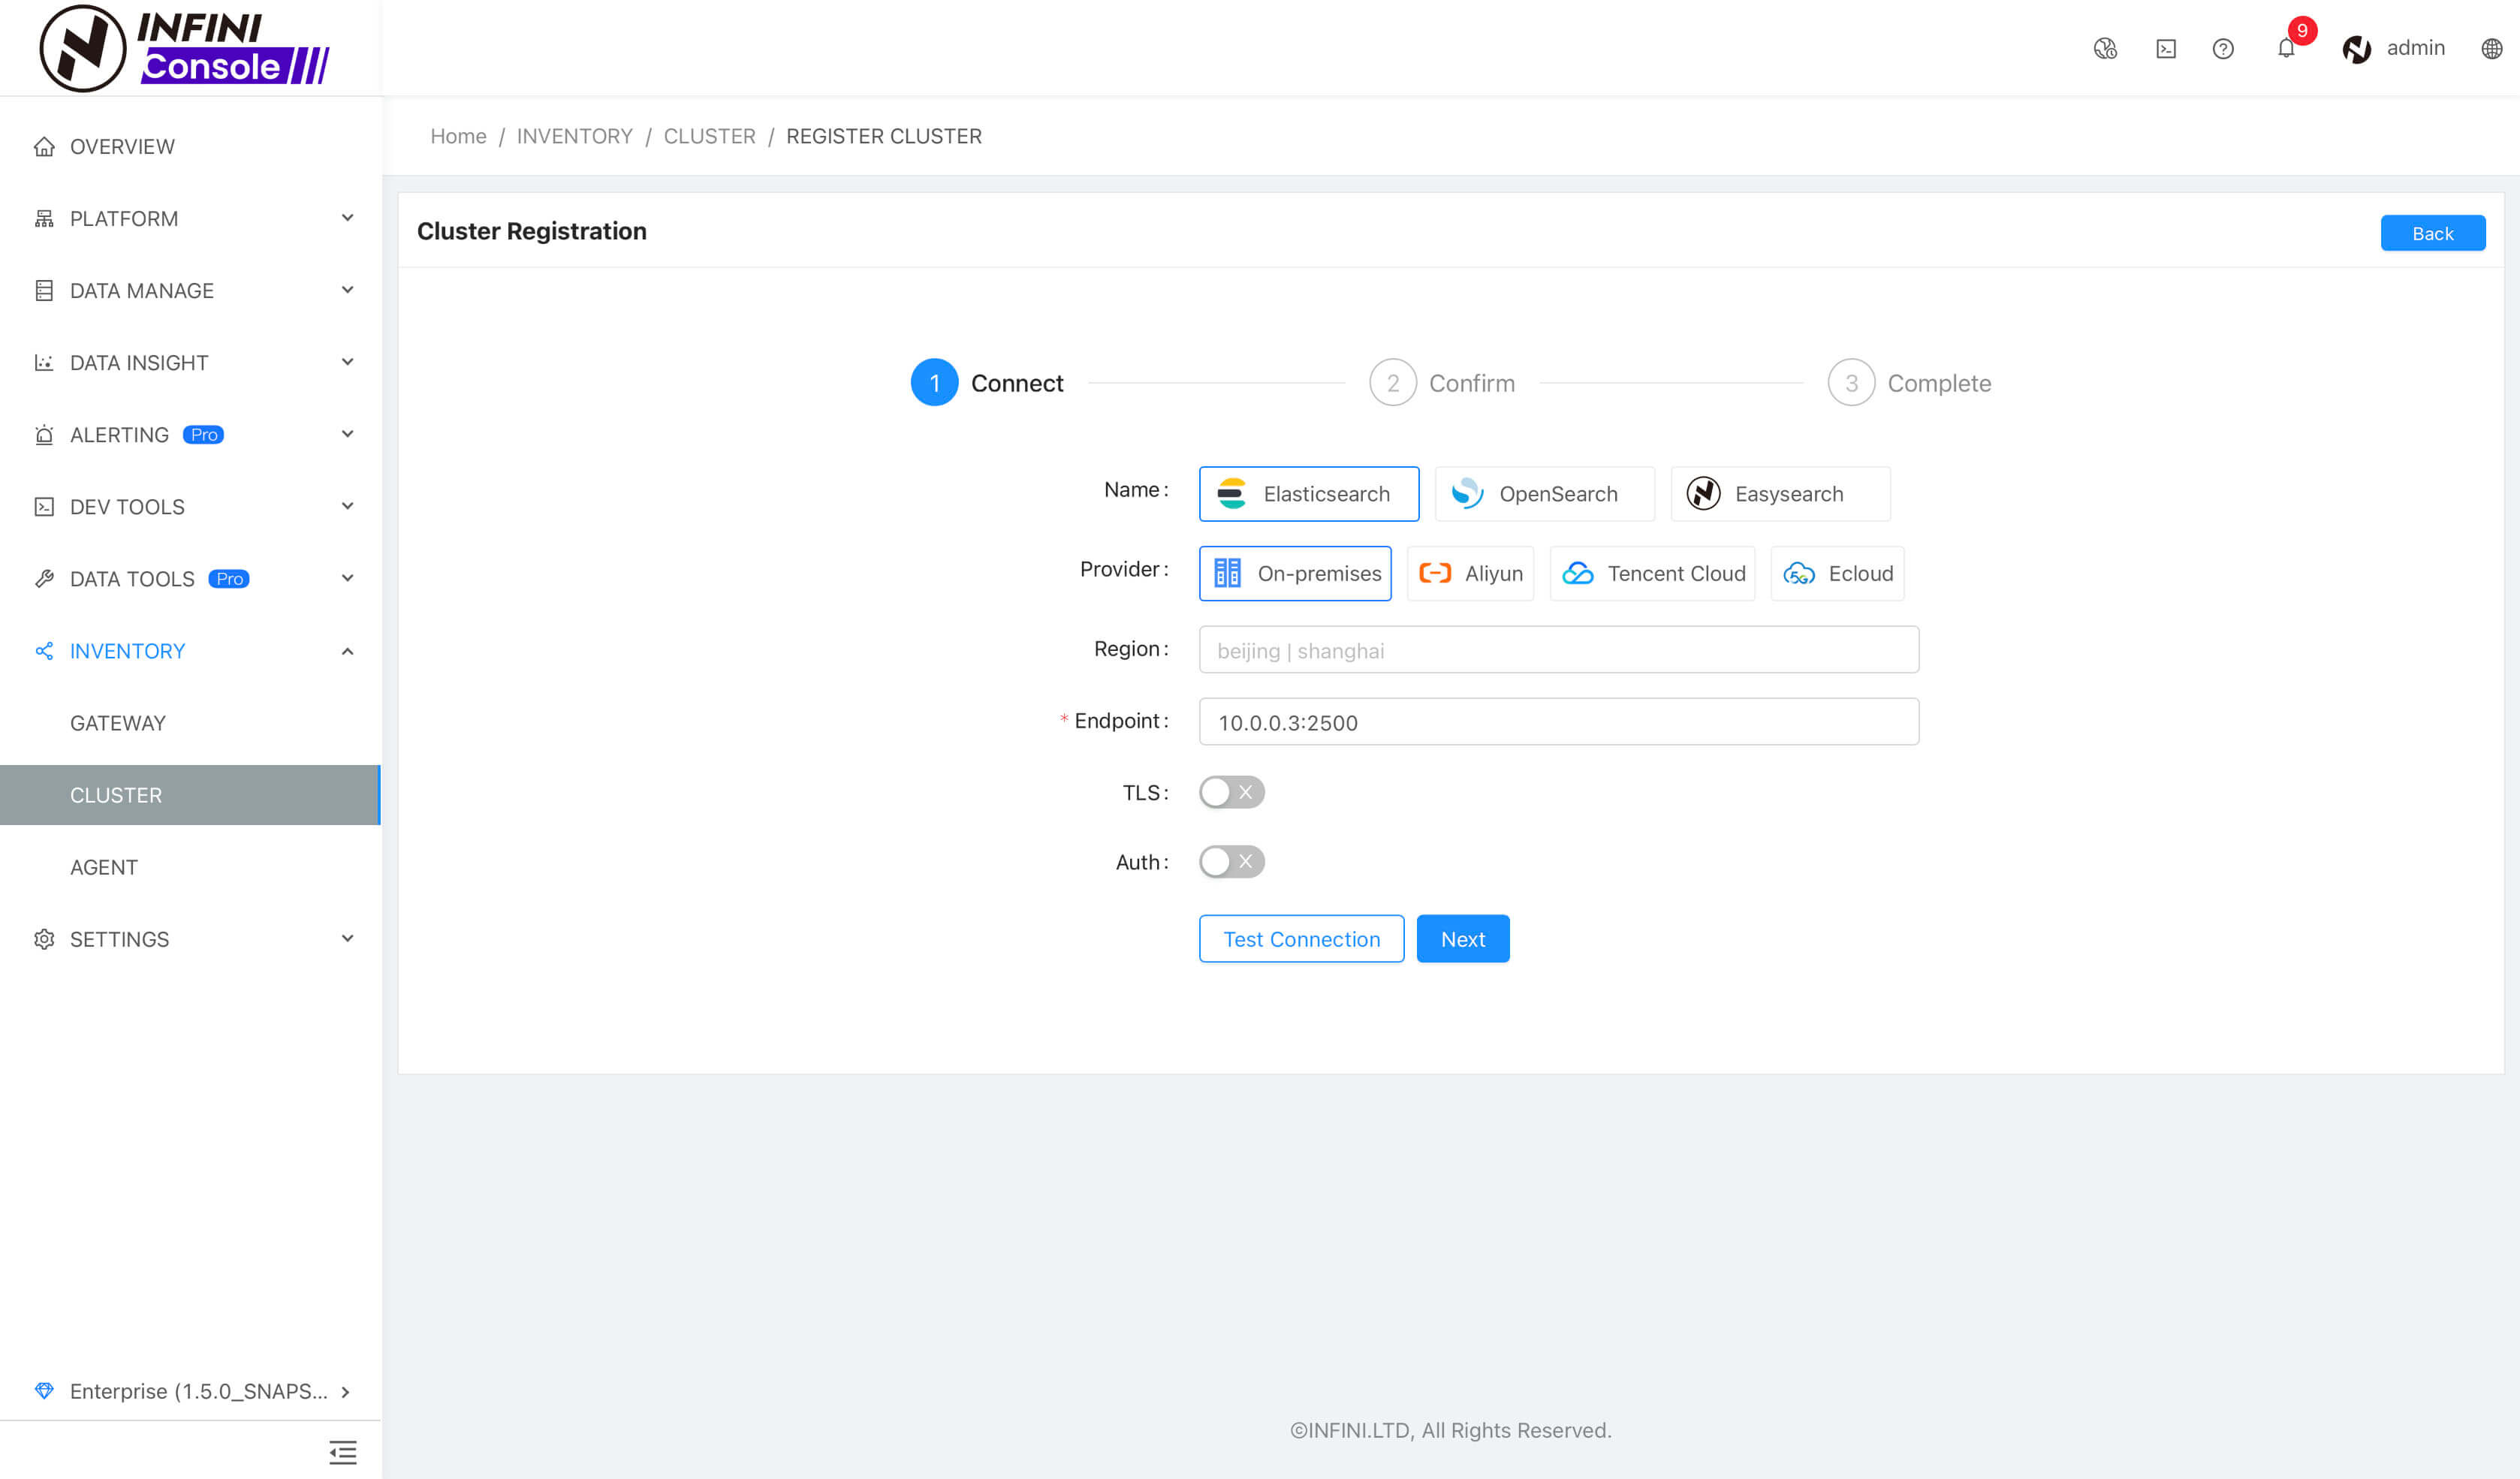 INFINI
Console
9
admin
OVERVIEW
PLATFORM
DATA MANAGE
DATA INSIGHT
ALERTING Pro
DEV TOOLS
DATA TOOLS Pro
INVENTORY
GATEWAY
CLUSTER
AGENT
SETTINGS
Enterprise (1.5.0_SNAPS...
Home / INVENTORY / CLUSTER / REGISTER CLUSTER
Cluster Registration
Back
1 Connect
2 Confirm
3 Complete
Name: Elasticsearch OpenSearch Easysearch
Provider: On-premises Aliyun Tencent Cloud 5G Ecloud
Region: beijing | shanghai
* Endpoint: 10.0.0.3:2500
TLS:
Auth:
Test Connection Next
©INFINI.LTD, All Rights Reserved.